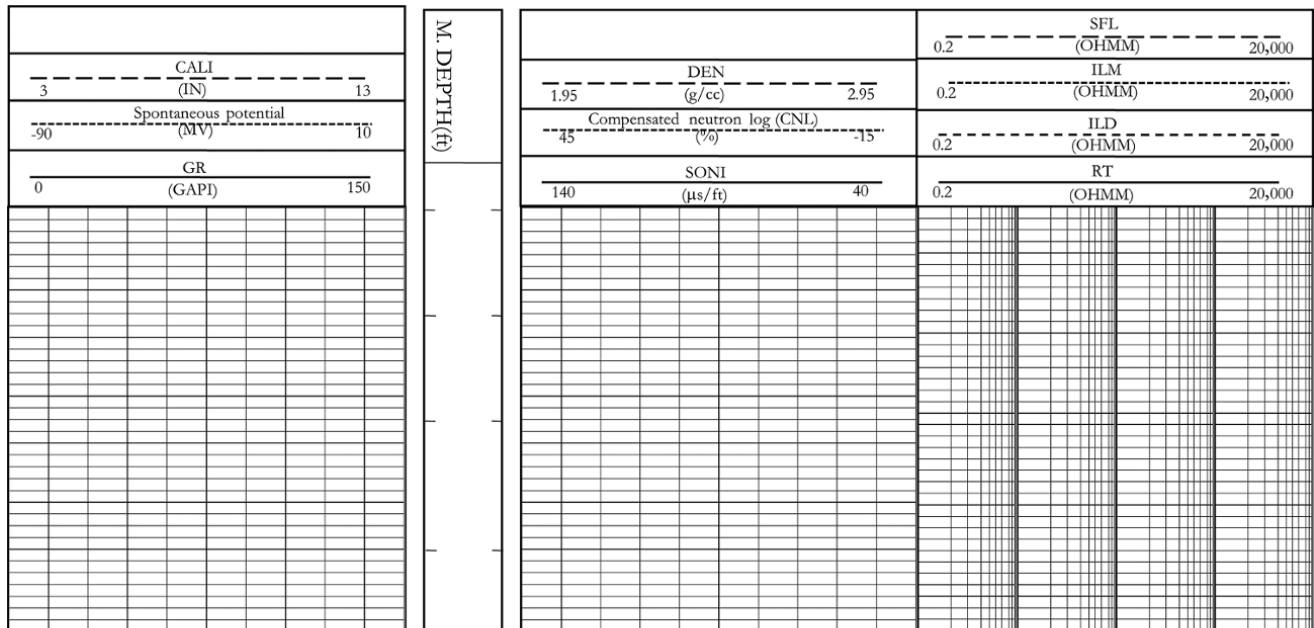 CALI
3 (IN) 13
Spontaneous potential
-90 (MV) 10
GR
0 (GAPI) 150
M. DEPTH(ft)
DEN
1.95 (g/cc) 2.95
Compensated neutron log (CNL)
45 (%) -15
SONI
140 (μs/ft) 40
SFL
0.2 (OHMM) 20,000
ILM
0.2 (OHMM) 20,000
ILD
0.2 (OHMM) 20,000
RT
0.2 (OHMM) 20,000